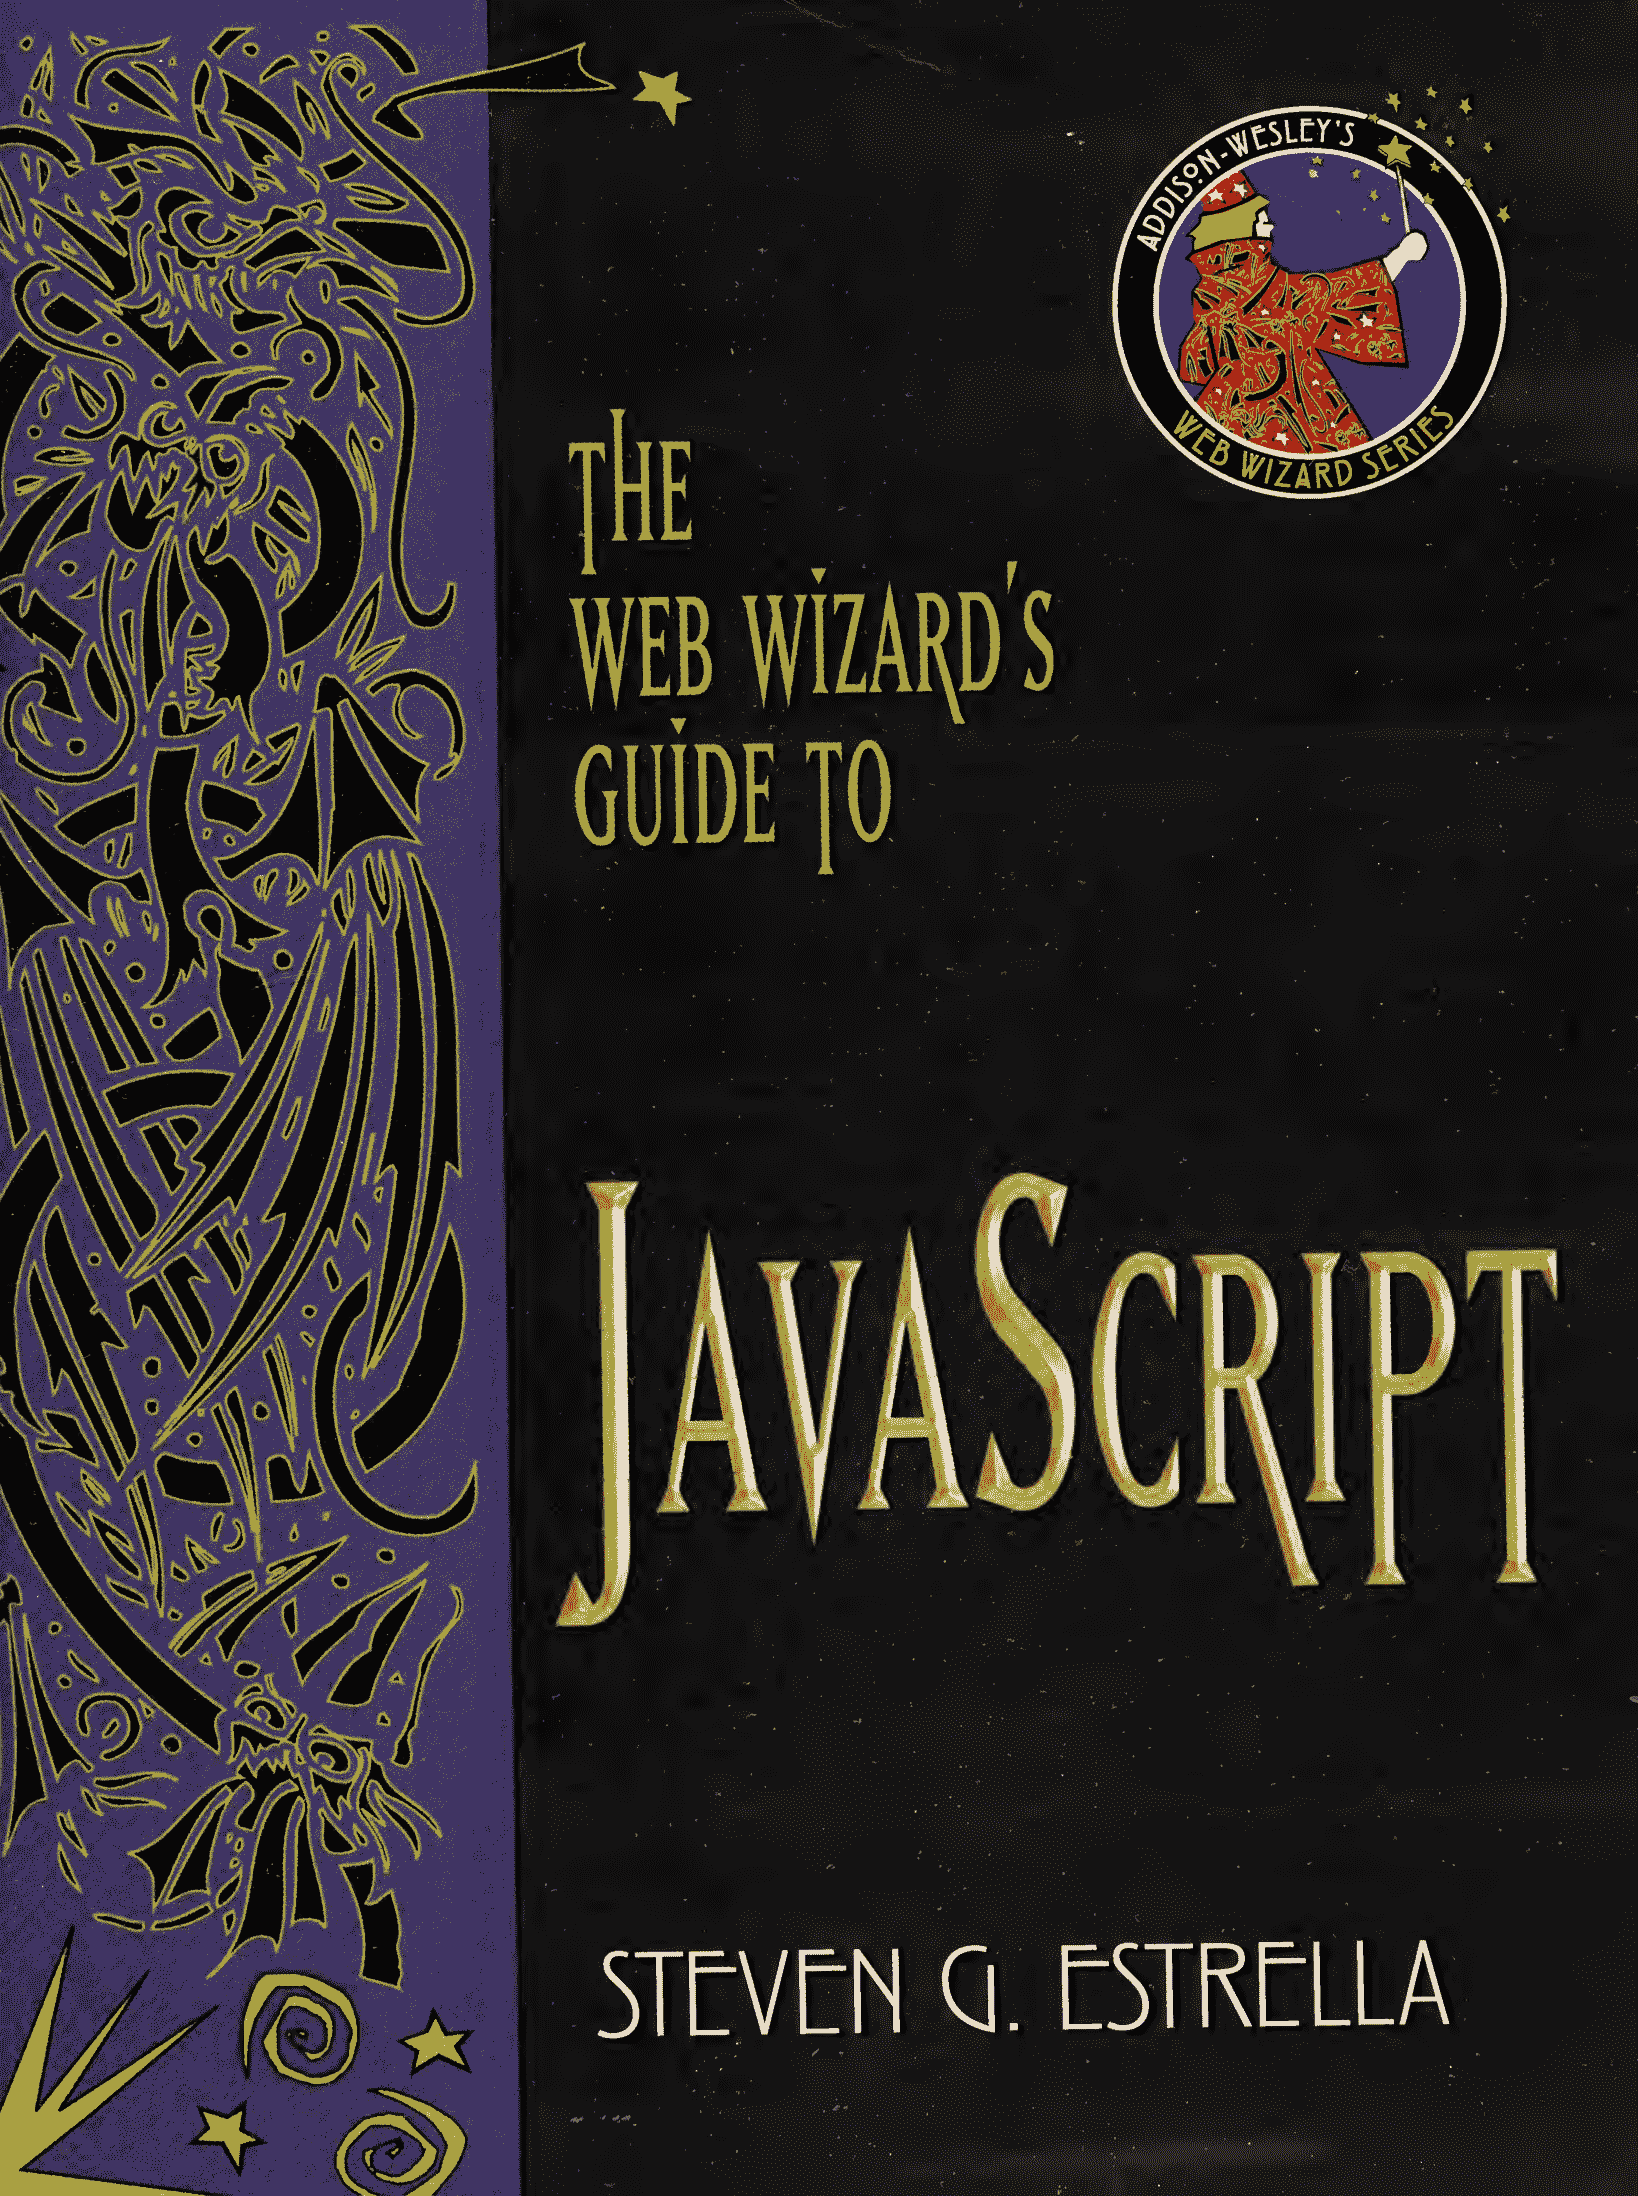 ADDISON-WESLEY'S
WEB WIZARD SERIES
THE
WEB WIZARD'S
GUIDE TO
JAVASCRIPT
STEVEN G. ESTRELLA